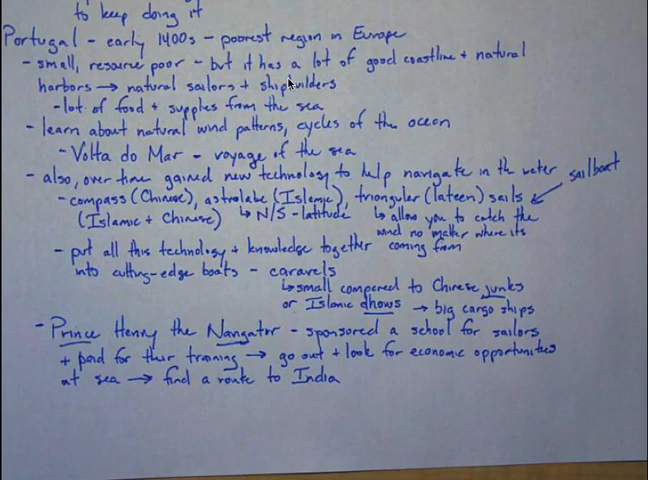 to keep doing it
Portugal - early 1400s - poorest region in Europe
- small, resource poor - but it has a lot of good coastline + natural
harbors → natural sailors + shipbuilders
- lot of food + supplies from the sea
- learn about natural wind patterns, cycles of the ocean
- Volta do Mar - voyage of the sea
- also, over time gained new technology to help navigate in the water
sailboat
- compass (Chinese), astrolabe (Islamic), triangular (lateen) sails
(Islamic + Chinese) ↳ N/S - latitude ↳ allow you to catch the
wind no matter where its
coming from
- put all this technology + knowledge together
into cutting-edge boats - caravels
↳ small compared to Chinese junks
or Islamic dhows → big cargo ships
- Prince Henry the Navigator - sponsored a school for sailors
+ paid for their training → go out + look for economic opportunities
at sea → find a route to India